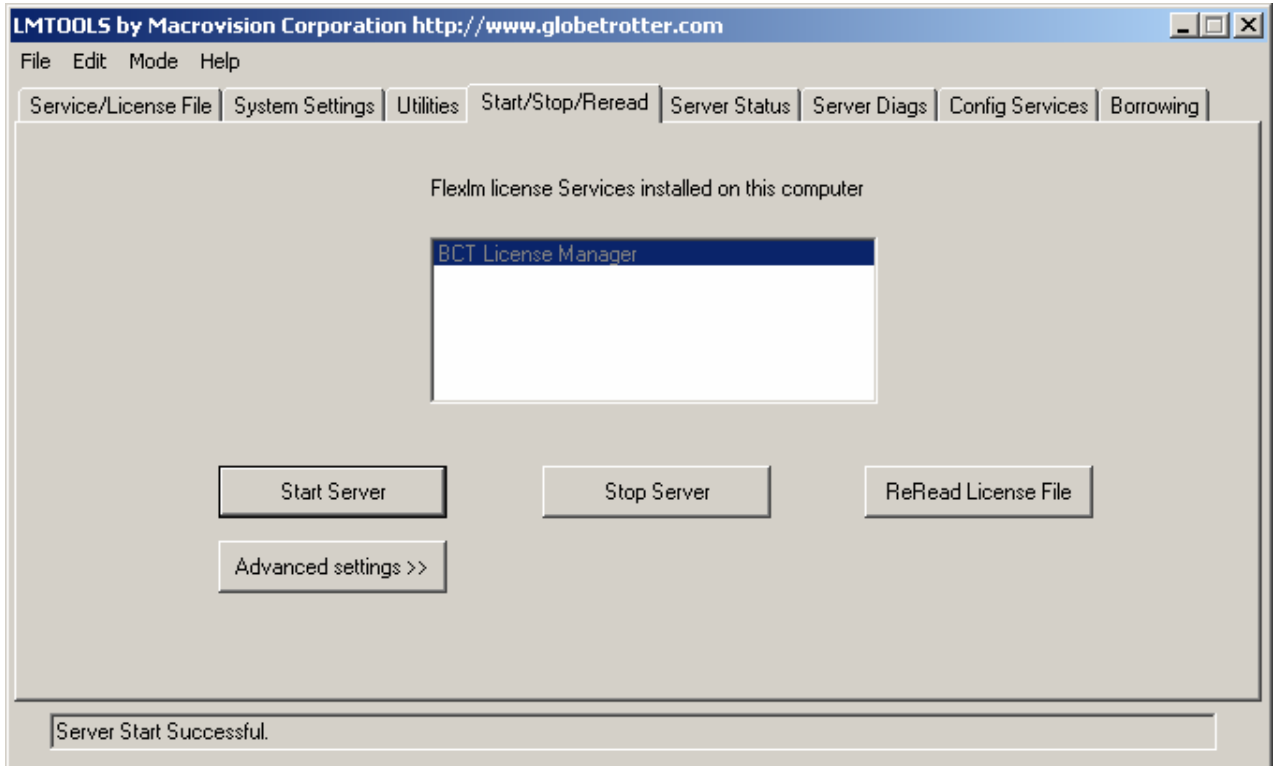 LMTOOLS by Macrovision Corporation http://www.globetrotter.com
File Edit Mode Help
Service/License File System Settings Utilities Start/Stop/Reread Server Status Server Diags Config Services Borrowing
Flexlm license Services installed on this computer
BCT License Manager
Start Server Stop Server ReRead License File
Advanced settings >>
Server Start Successful.